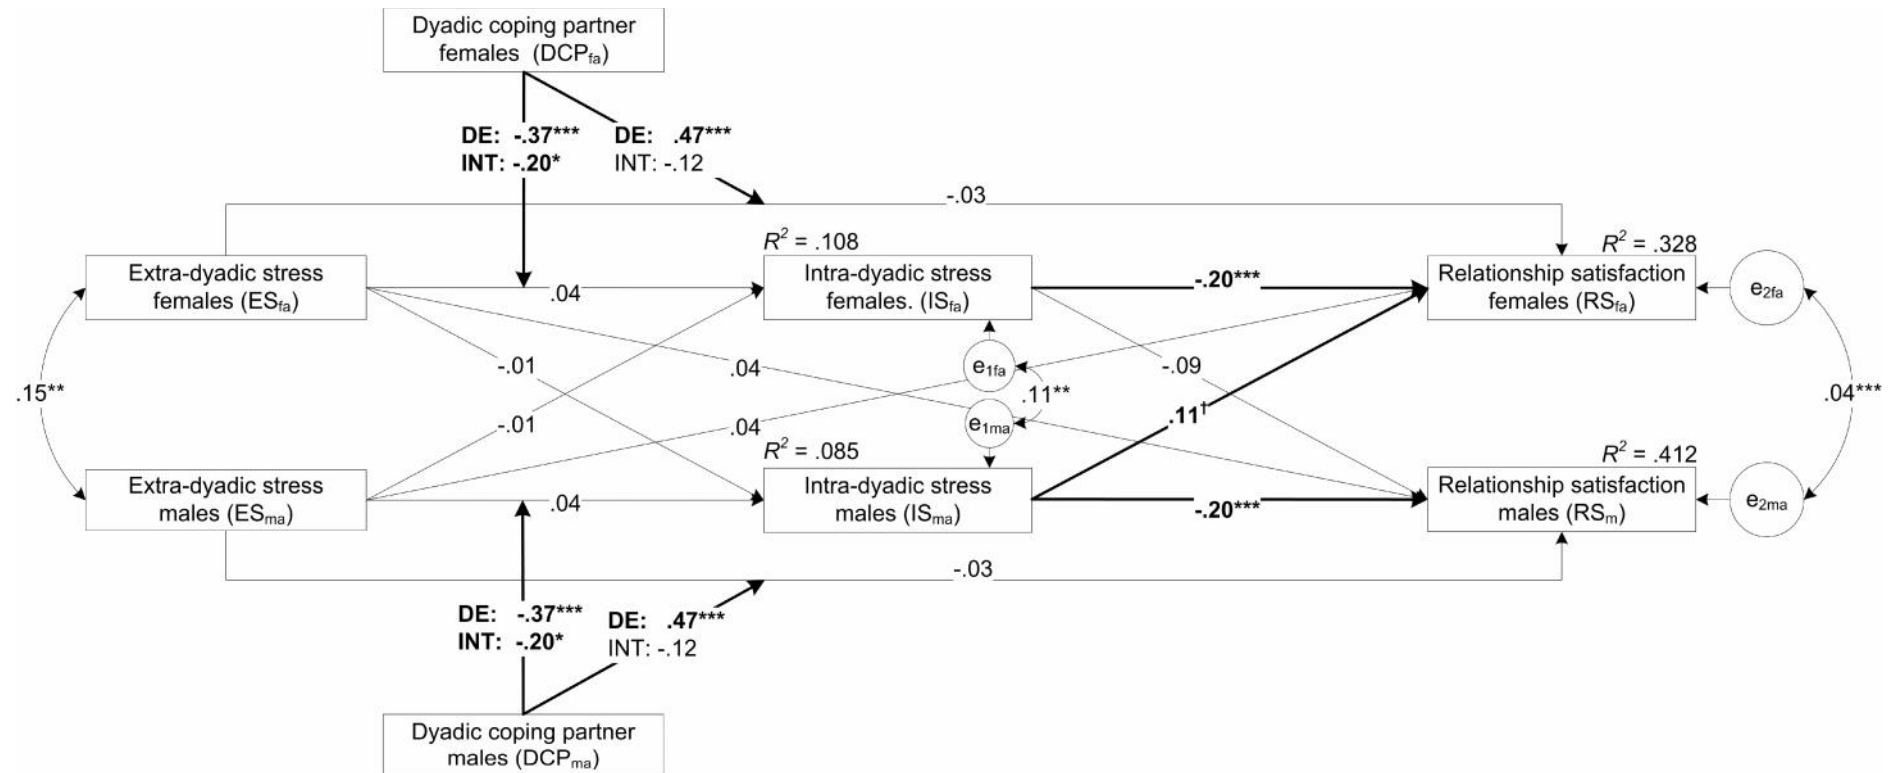 Dyadic coping partner
females (DCPfa)
DE: -.37***
INT: -.20*
DE: .47***
INT: -.12
-.03
R² = .108
R² = .328
Extra-dyadic stress
females (ESfa)
.04
Intra-dyadic stress
females. (ISfa)
-.20***
Relationship satisfaction
females (RSfa)
e2fa
-.01
.04
e1fa
-.09
.15**
.11**
.04***
-.01
.04
e1ma
.11†
R² = .085
R² = .412
Extra-dyadic stress
males (ESma)
.04
Intra-dyadic stress
males (ISma)
-.20***
Relationship satisfaction
males (RSm)
e2ma
-.03
DE: -.37***
INT: -.20*
DE: .47***
INT: -.12
Dyadic coping partner
males (DCPma)